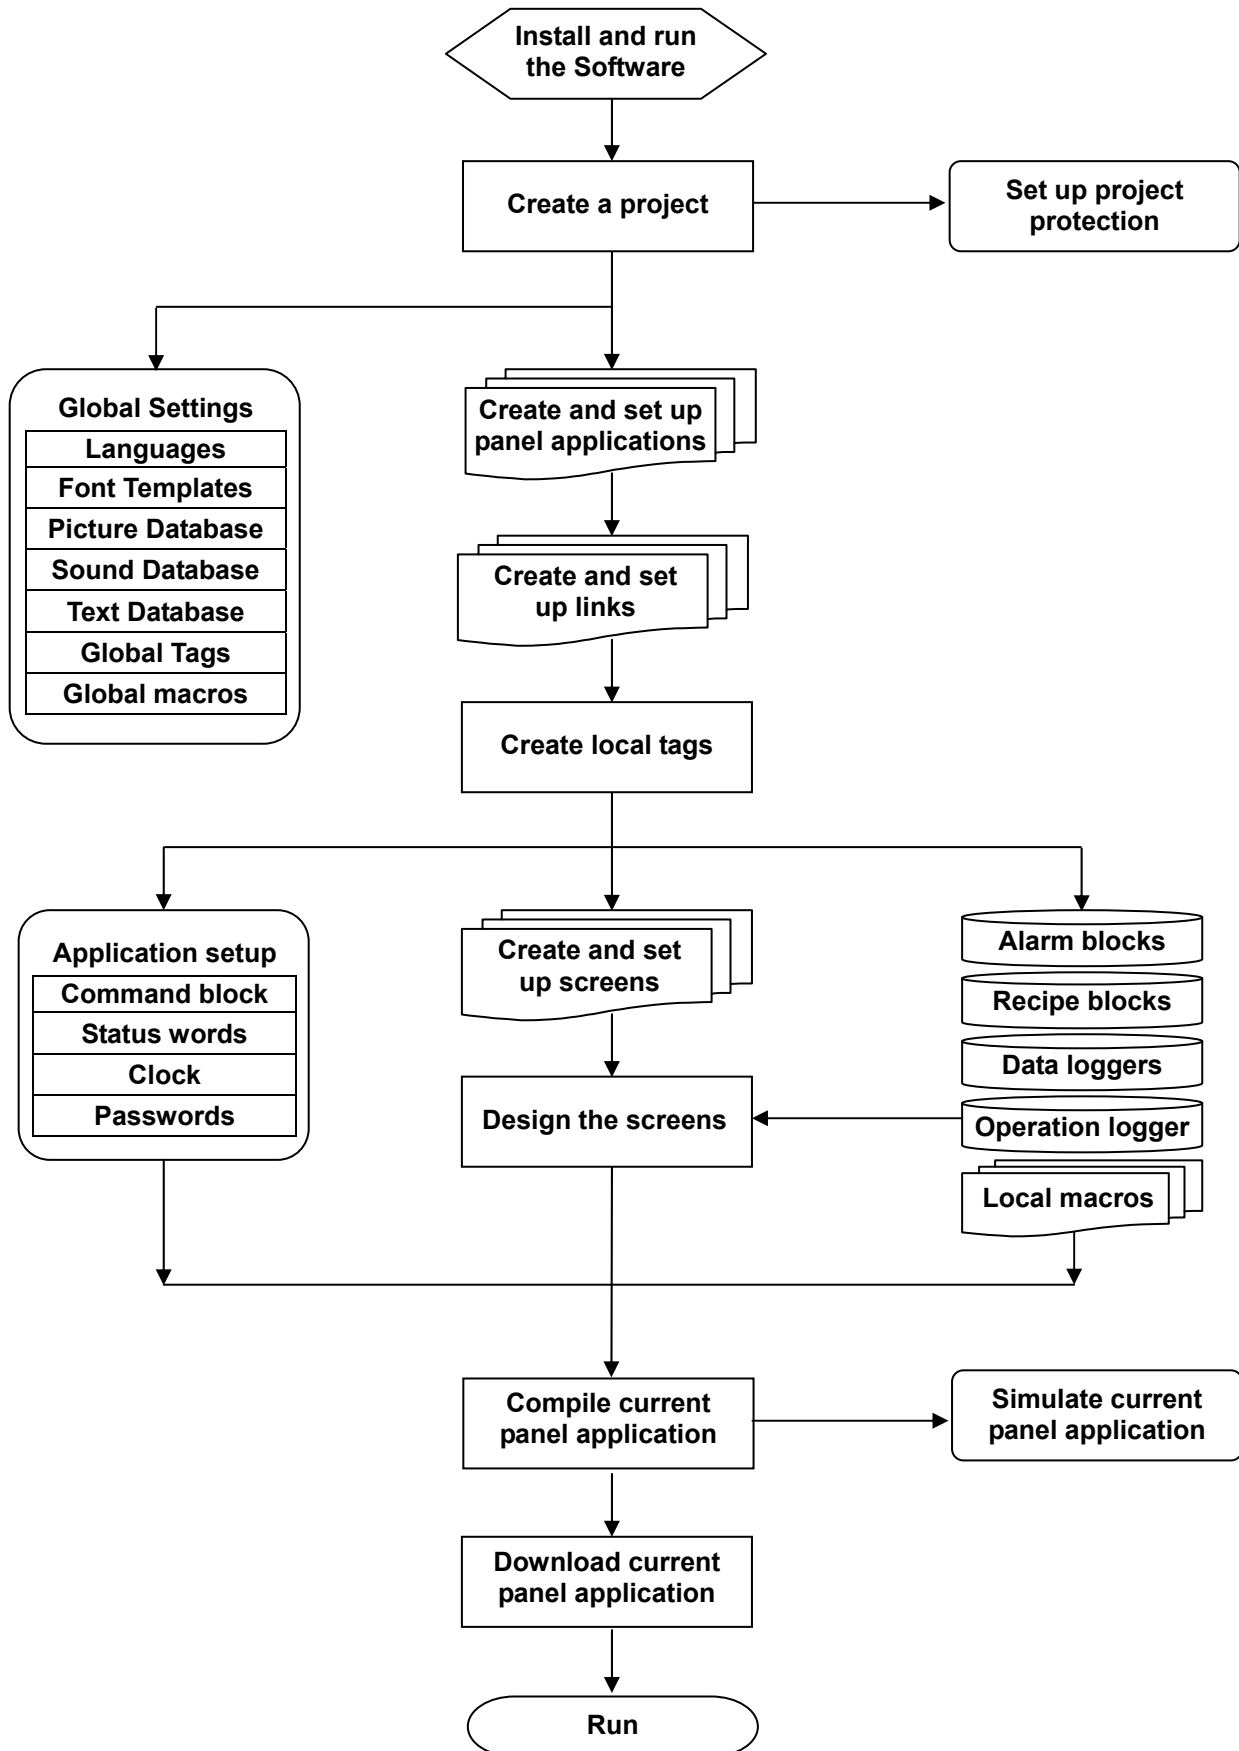 Install and run
the Software
Create a project
Set up project
protection
Global Settings
Languages
Font Templates
Picture Database
Sound Database
Text Database
Global Tags
Global macros
Create and set up
panel applications
Create and set
up links
Create local tags
Application setup
Command block
Status words
Clock
Passwords
Create and set
up screens
Design the screens
Alarm blocks
Recipe blocks
Data loggers
Operation logger
Local macros
Compile current
panel application
Simulate current
panel application
Download current
panel application
Run